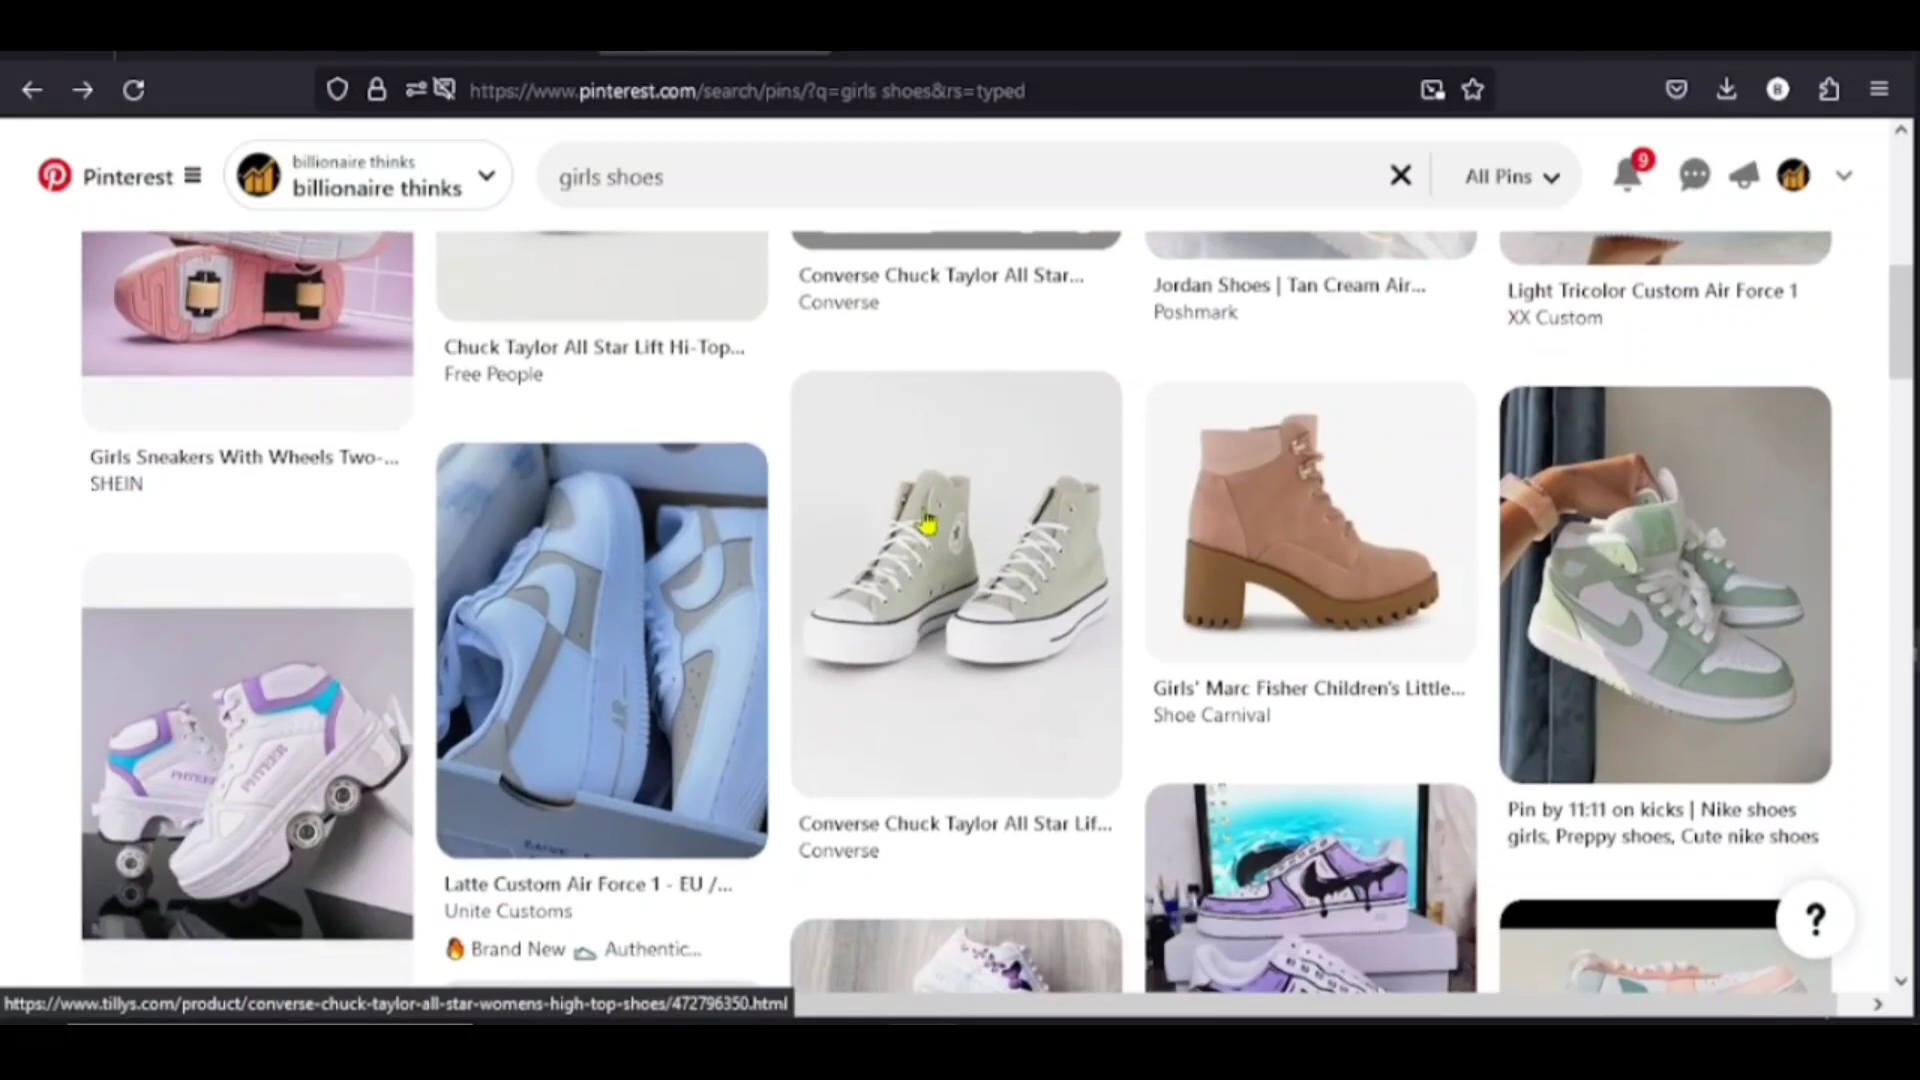 https://www.pinterest.com/search/pins/?q=girls shoes&rs=typed
Pinterest
billionaire thinks
billionaire thinks
girls shoes
All Pins
9
Converse Chuck Taylor All Star...
Converse
Jordan Shoes | Tan Cream Air...
Poshmark
Light Tricolor Custom Air Force 1
XX Custom
Chuck Taylor All Star Lift Hi-Top...
Free People
Girls Sneakers With Wheels Two-...
SHEIN
Girls' Marc Fisher Children's Little...
Shoe Carnival
Converse Chuck Taylor All Star Lif...
Converse
Pin by 11:11 on kicks | Nike shoes
girls, Preppy shoes, Cute nike shoes
Latte Custom Air Force 1 - EU /...
Unite Customs
Brand New Authentic...
AIR
?
https://www.tillys.com/product/converse-chuck-taylor-all-star-womens-high-top-shoes/472796350.html